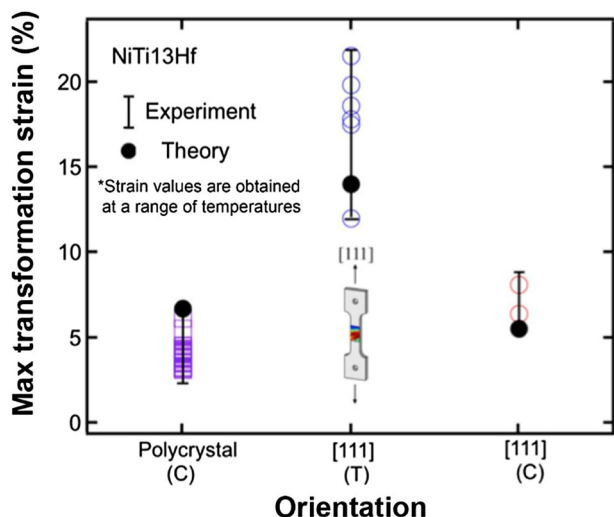 Max transformation strain (%)
20
15
10
5
0
NiTi13Hf
Experiment
Theory
*Strain values are obtained
at a range of temperatures
[111]
Polycrystal
(C)
[111]
(T)
[111]
(C)
Orientation